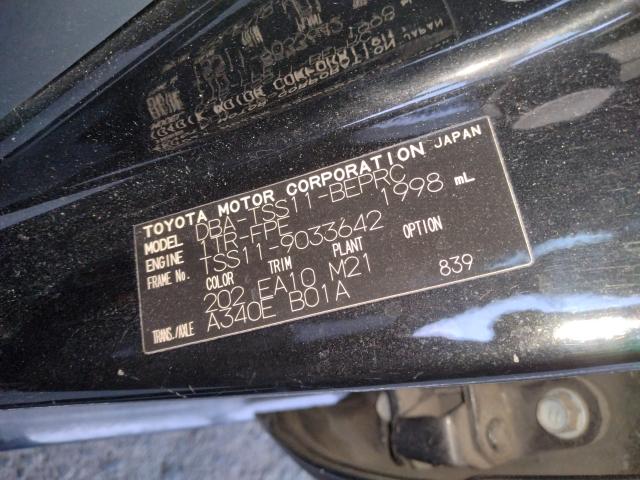 TOYOTA MOTOR CORPORATION JAPAN
MODEL DBA-TSS11-BEPRC
ENGINE 1TR-FPE 1998 mL
FRAME No. TSS11-9033642
COLOR TRIM PLANT OPTION
202 EA10 M21 839
TRANS./AXLE A340E B01A